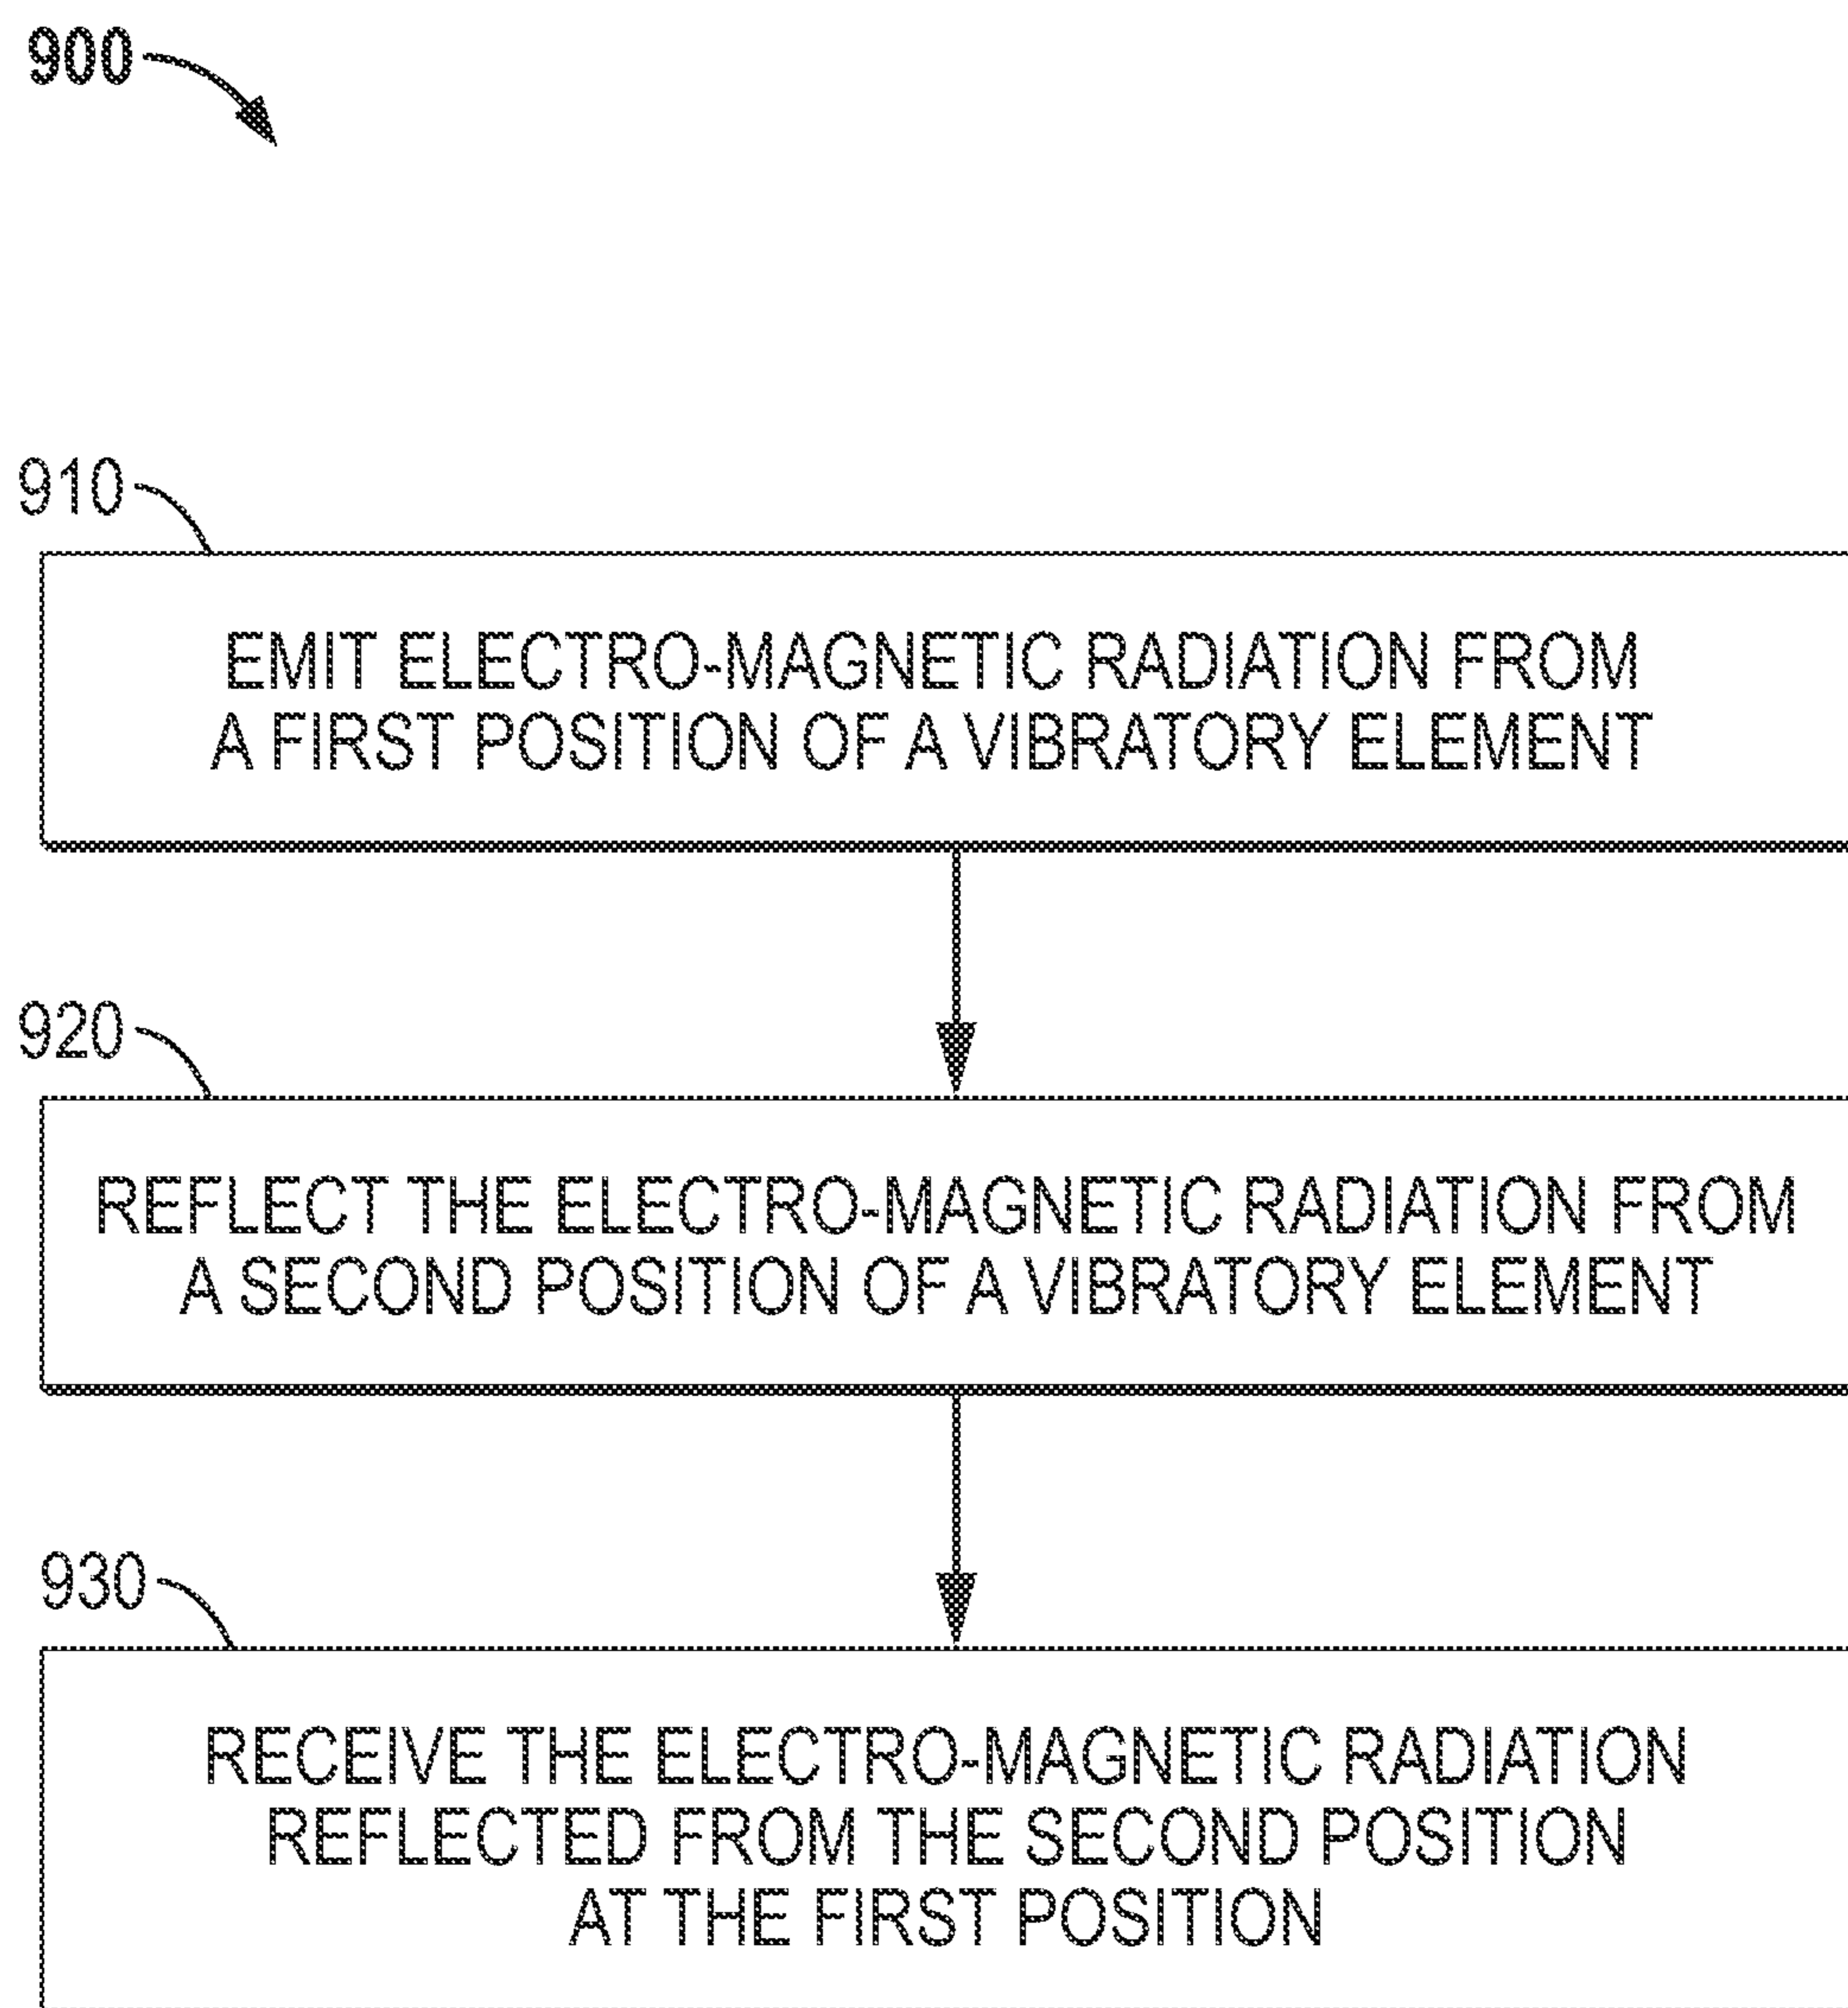 900
910
EMIT ELECTRO-MAGNETIC RADIATION FROM
A FIRST POSITION OF A VIBRATORY ELEMENT
920
REFLECT THE ELECTRO-MAGNETIC RADIATION FROM
A SECOND POSITION OF A VIBRATORY ELEMENT
930
RECEIVE THE ELECTRO-MAGNETIC RADIATION
REFLECTED FROM THE SECOND POSITION
AT THE FIRST POSITION